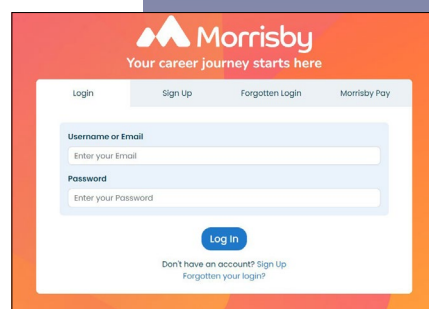 Morrisby
Your career journey starts here
Login Sign Up Forgotten Login Morrisby Pay
Username or Email
Enter your Email
Password
Enter your Password
Log In
Don't have an account? Sign Up
Forgotten your login?